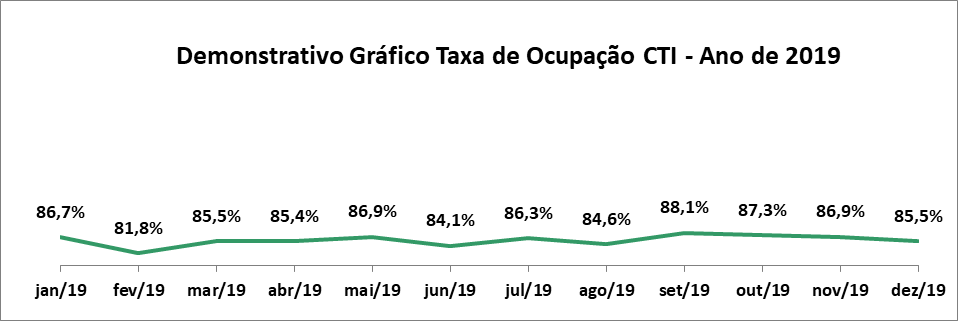 Demonstrativo Gráfico Taxa de Ocupação CTI - Ano de 2019
86,7% 81,8% 85,5% 85,4% 86,9% 84,1% 86,3% 84,6% 88,1% 87,3% 86,9% 85,5%
jan/19 fev/19 mar/19 abr/19 mai/19 jun/19 jul/19 ago/19 set/19 out/19 nov/19 dez/19